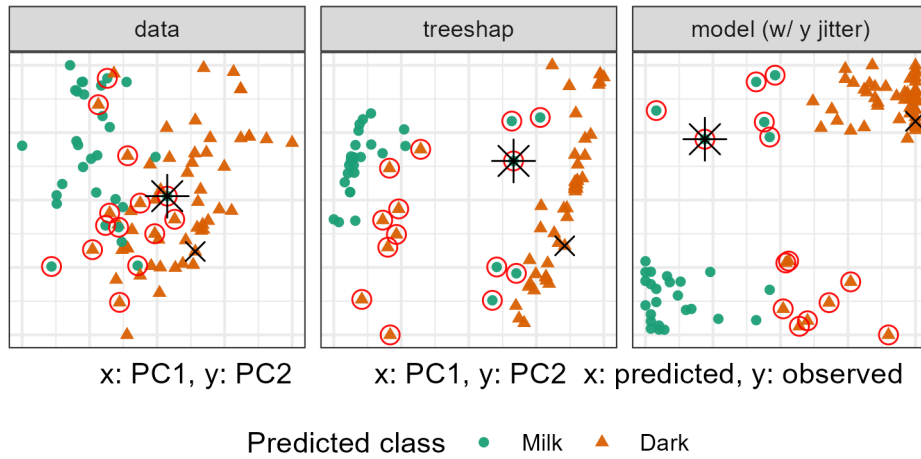 data treeshap model (w/ y jitter)
x: PC1, y: PC2 x: PC1, y: PC2 x: predicted, y: observed
Predicted class Milk Dark